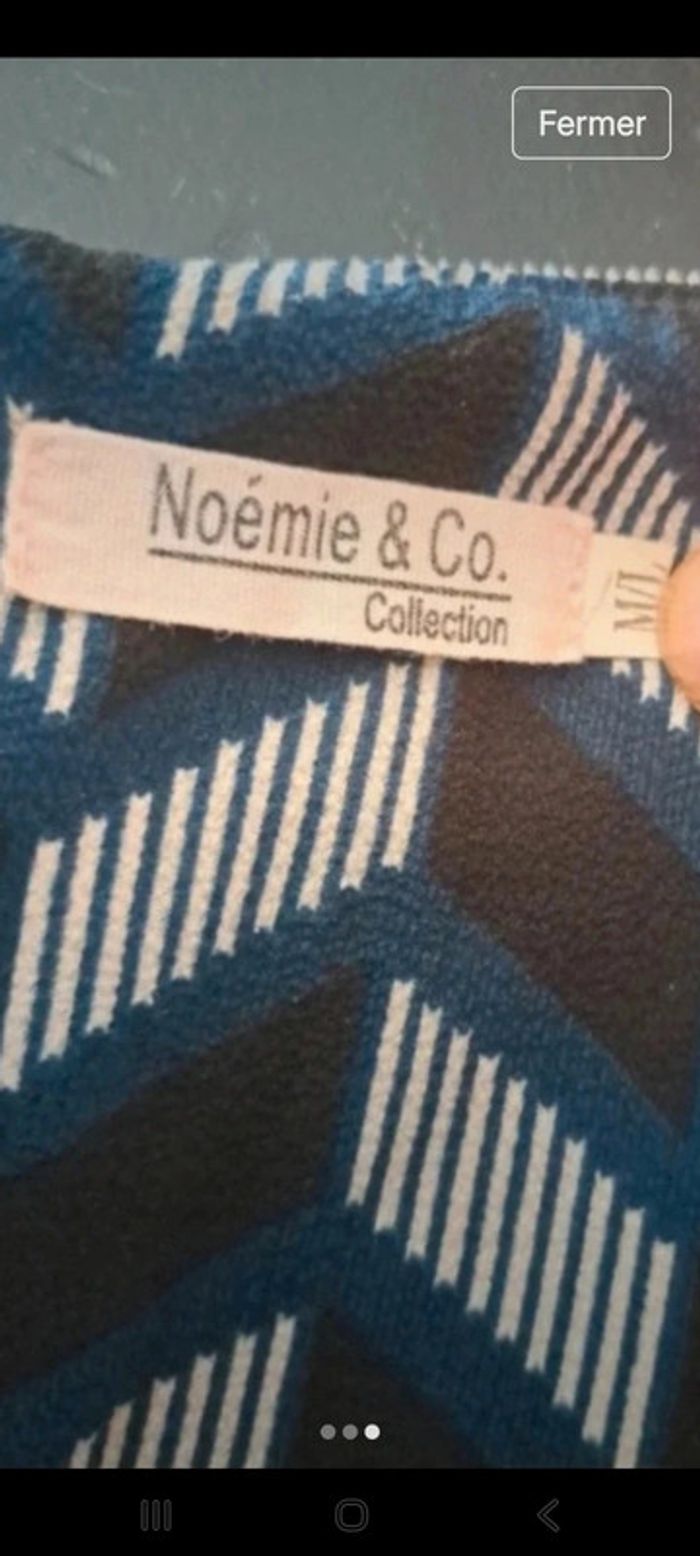 Fermer
Noémie & Co.
Collection
M/L